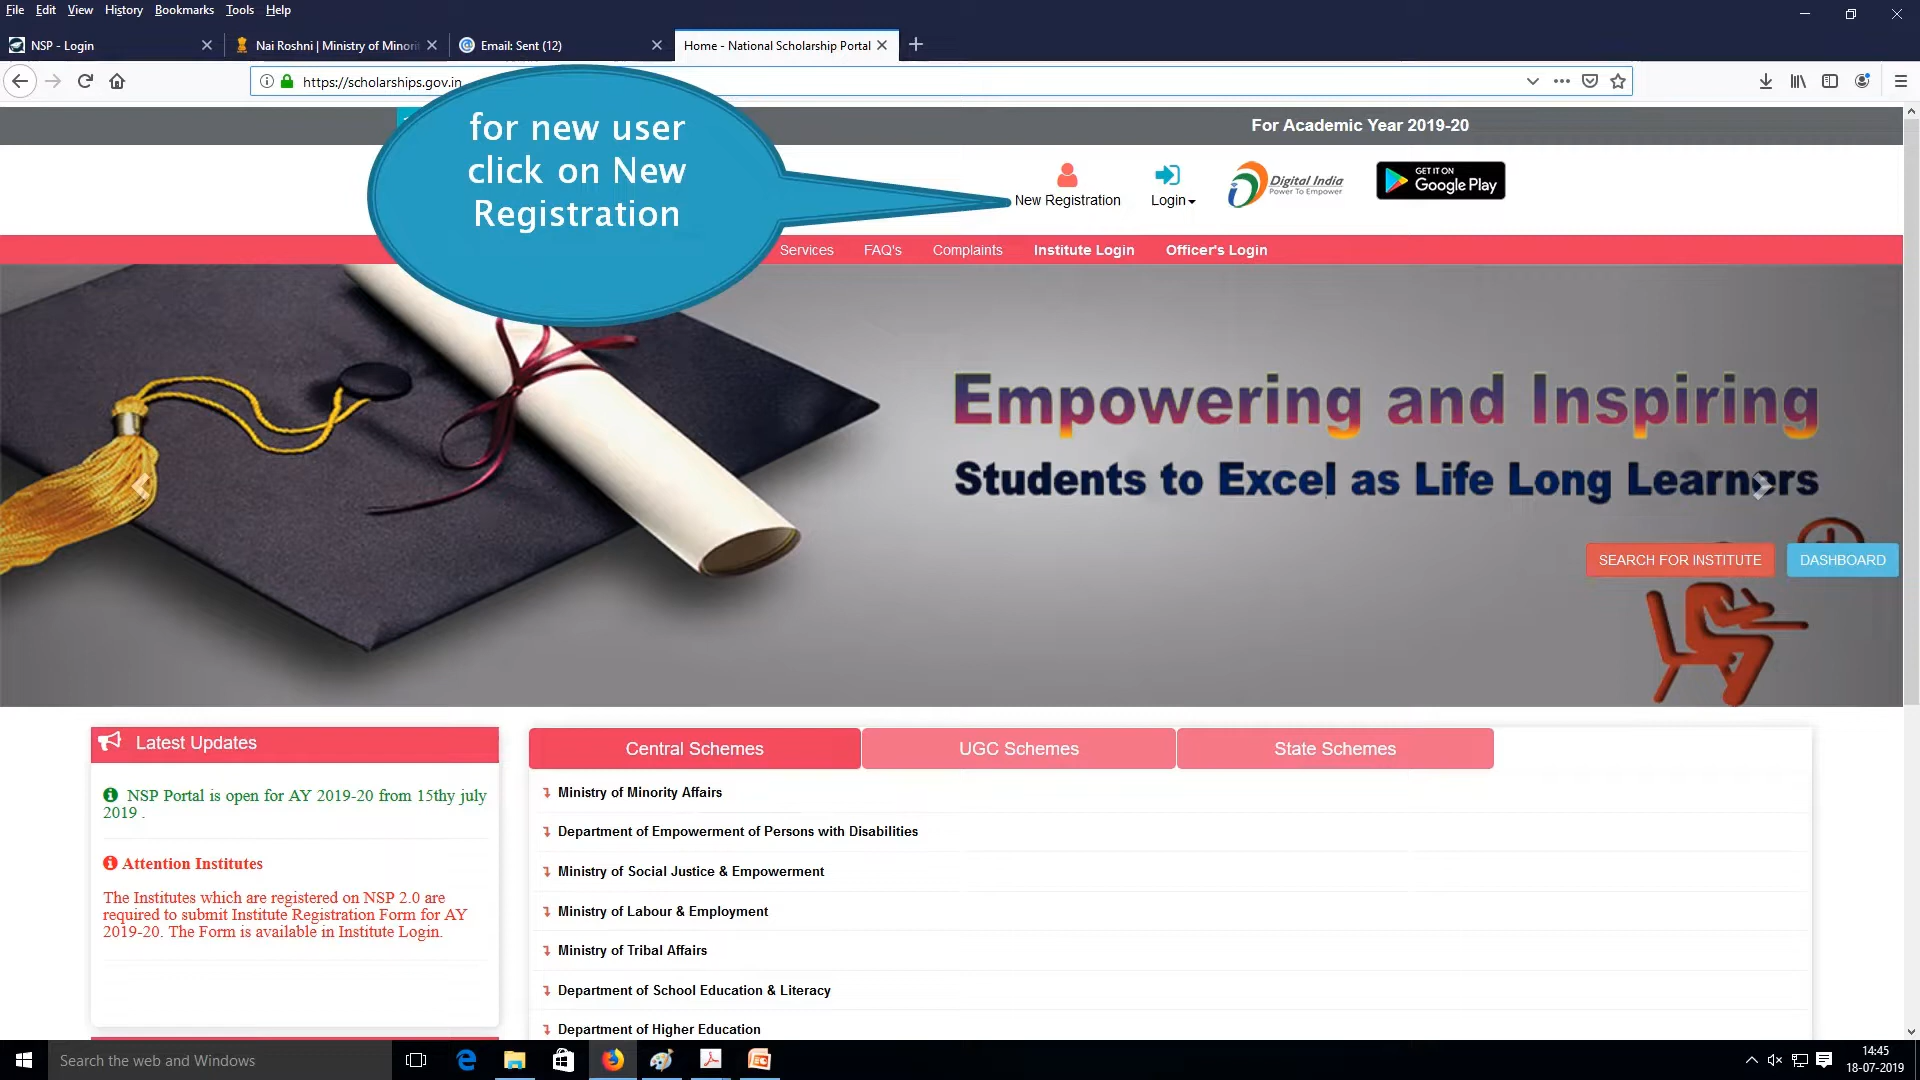 File Edit View History Bookmarks Tools Help
NSP - Login
Nai Roshni | Ministry of Minori
Email: Sent (12)
Home - National Scholarship Portal
https://scholarships.gov.in
For Academic Year 2019-20
for new user
click on New
Registration
New Registration
Login
Digital India
Power To Empower
GET IT ON
Google Play
Services FAQ's Complaints Institute Login Officer's Login
Empowering and Inspiring
Students to Excel as Life Long Learners
SEARCH FOR INSTITUTE
DASHBOARD
Latest Updates
NSP Portal is open for AY 2019-20 from 15thy july
2019 .
Attention Institutes
The Institutes which are registered on NSP 2.0 are
required to submit Institute Registration Form for AY
2019-20. The Form is available in Institute Login.
Central Schemes
UGC Schemes
State Schemes
Ministry of Minority Affairs
Department of Empowerment of Persons with Disabilities
Ministry of Social Justice & Empowerment
Ministry of Labour & Employment
Ministry of Tribal Affairs
Department of School Education & Literacy
Department of Higher Education
Search the web and Windows
14:45
18-07-2019